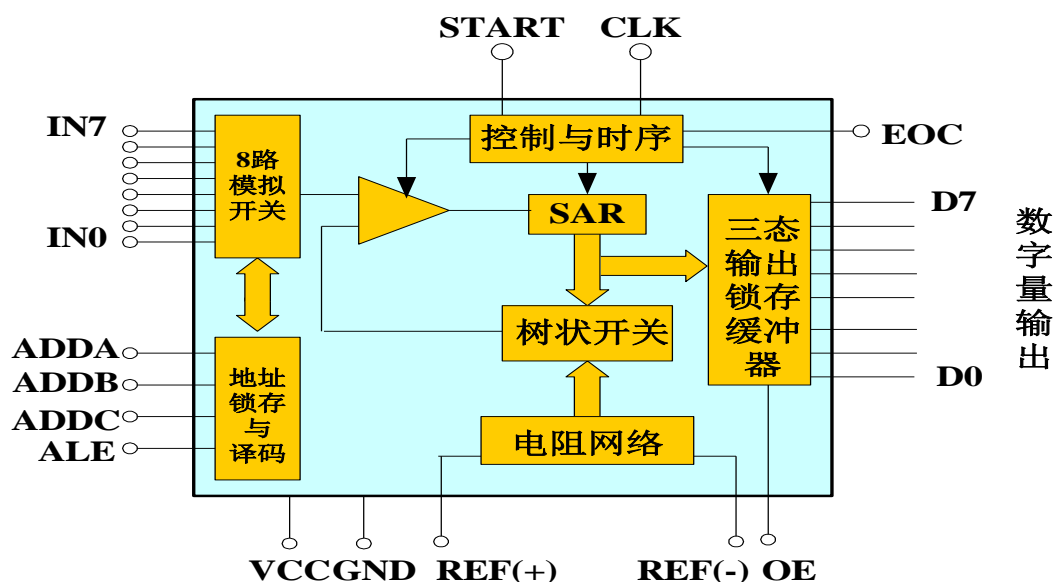 START CLK
IN7
IN0
8路
模拟
开关
控制与时序
EOC
SAR
D7
D0
三态
输出
锁存
缓冲
器
数
字
量
输
出
树状开关
ADDA
ADDB
ADDC
ALE
地址
锁存
与
译码
电阻网络
VCC GND REF(+) REF(-) OE